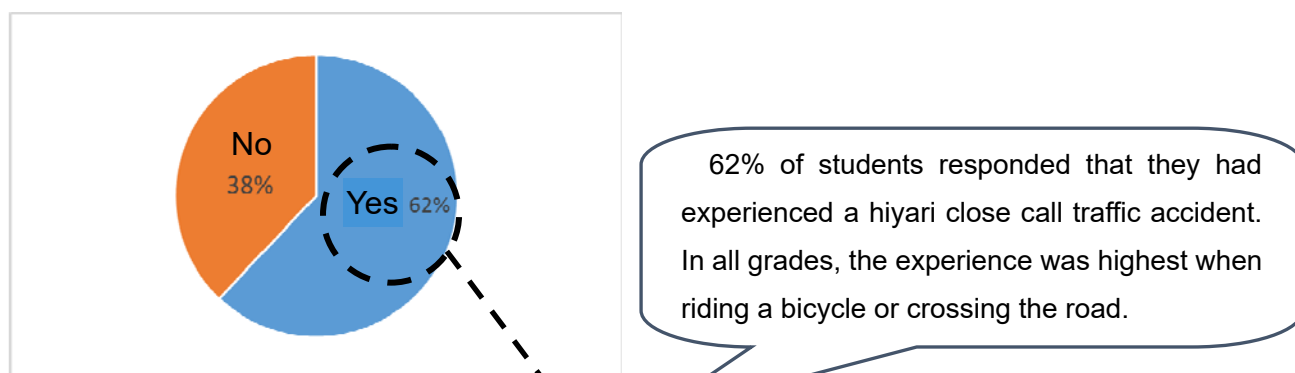 No
38%
Yes 62%
62% of students responded that they had
experienced a hiyari close call traffic accident.
In all grades, the experience was highest when
riding a bicycle or crossing the road.